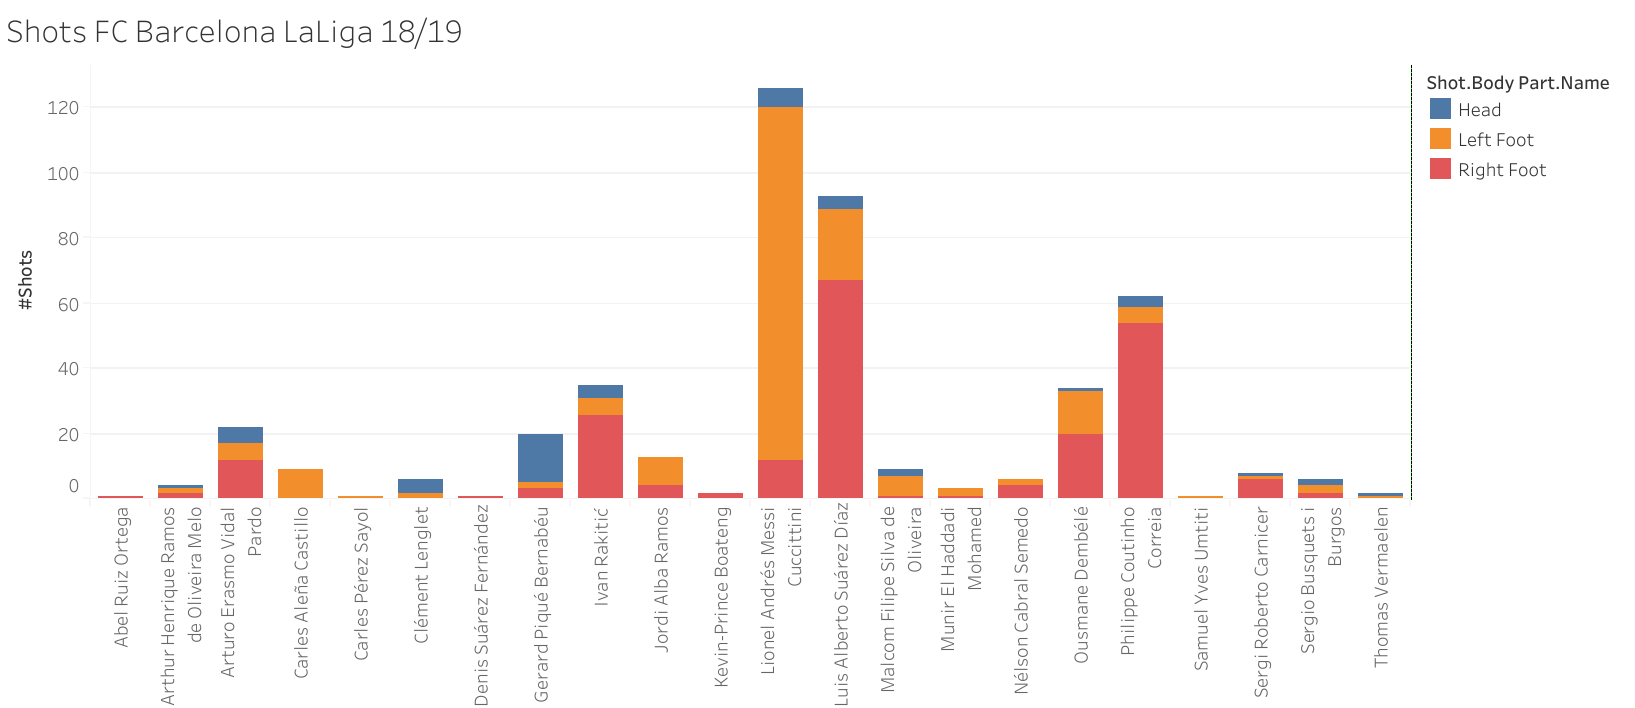 Shots FC Barcelona LaLiga 18/19
Shot.Body Part.Name
Head
Left Foot
Right Foot
#Shots
120
100
80
60
40
20
0
Abel Ruiz Ortega
Arthur Henrique Ramos
de Oliveira Melo
Arturo Erasmo Vidal
Pardo
Carles Aleña Castillo
Carles Pérez Sayol
Clément Lenglet
Denis Suárez Fernández
Gerard Piqué Bernabéu
Ivan Rakitić
Jordi Alba Ramos
Kevin-Prince Boateng
Lionel Andrés Messi
Cuccittini
Luis Alberto Suárez Díaz
Malcom Filipe Silva de
Oliveira
Munir El Haddadi
Mohamed
Nélson Cabral Semedo
Ousmane Dembélé
Philippe Coutinho
Correia
Samuel Yves Umtiti
Sergi Roberto Carnicer
Sergio Busquets i
Burgos
Thomas Vermaelen